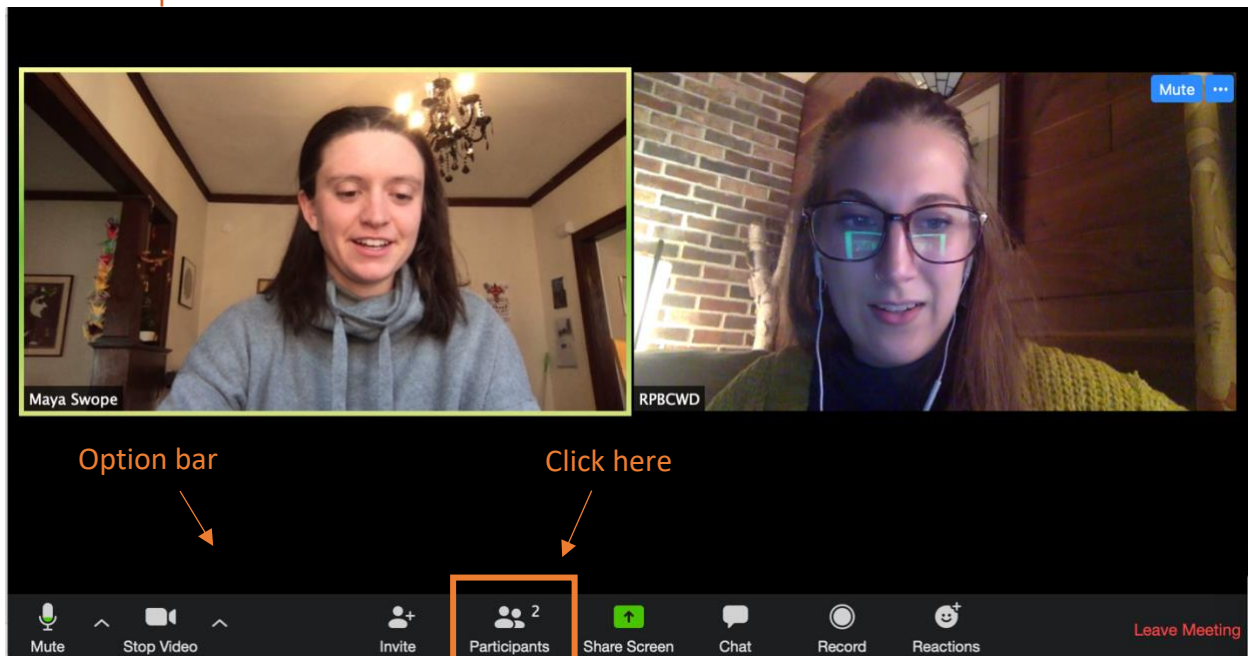 Mute ...
Maya Swope
RPBCWD
Option bar
Click here
2
Mute
Stop Video
Invite
Participants
Share Screen
Chat
Record
Reactions
Leave Meeting